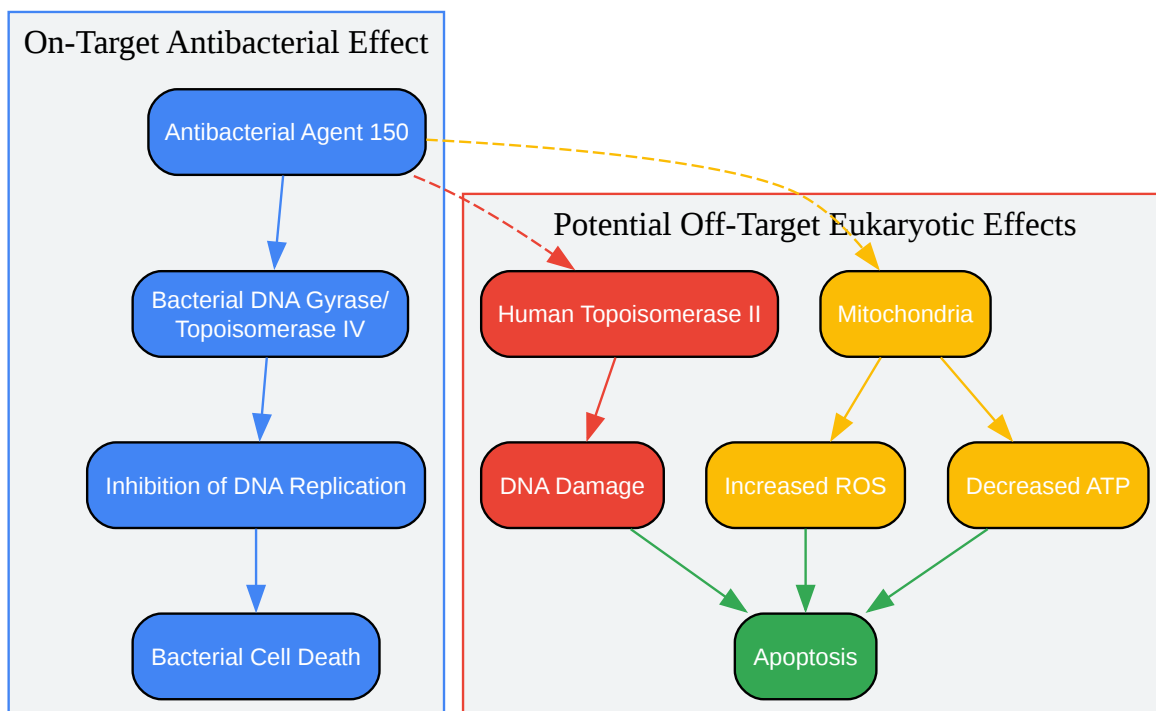 On-Target Antibacterial Effect
Antibacterial Agent 150
Bacterial DNA Gyrase/
Topoisomerase IV
Inhibition of DNA Replication
Bacterial Cell Death
Potential Off-Target Eukaryotic Effects
Human Topoisomerase II
Mitochondria
DNA Damage
Increased ROS
Decreased ATP
Apoptosis